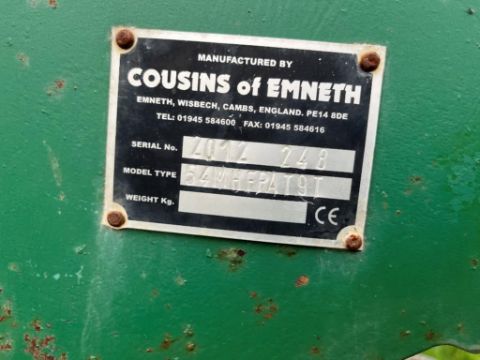 MANUFACTURED BY
COUSINS of EMNETH
EMNETH, WISBECH, CAMBS, ENGLAND. PE14 8DE
TEL: 01945 584600 FAX: 01945 584616
SERIAL No. 2012 248
MODEL TYPE
WEIGHT Kg.
CE